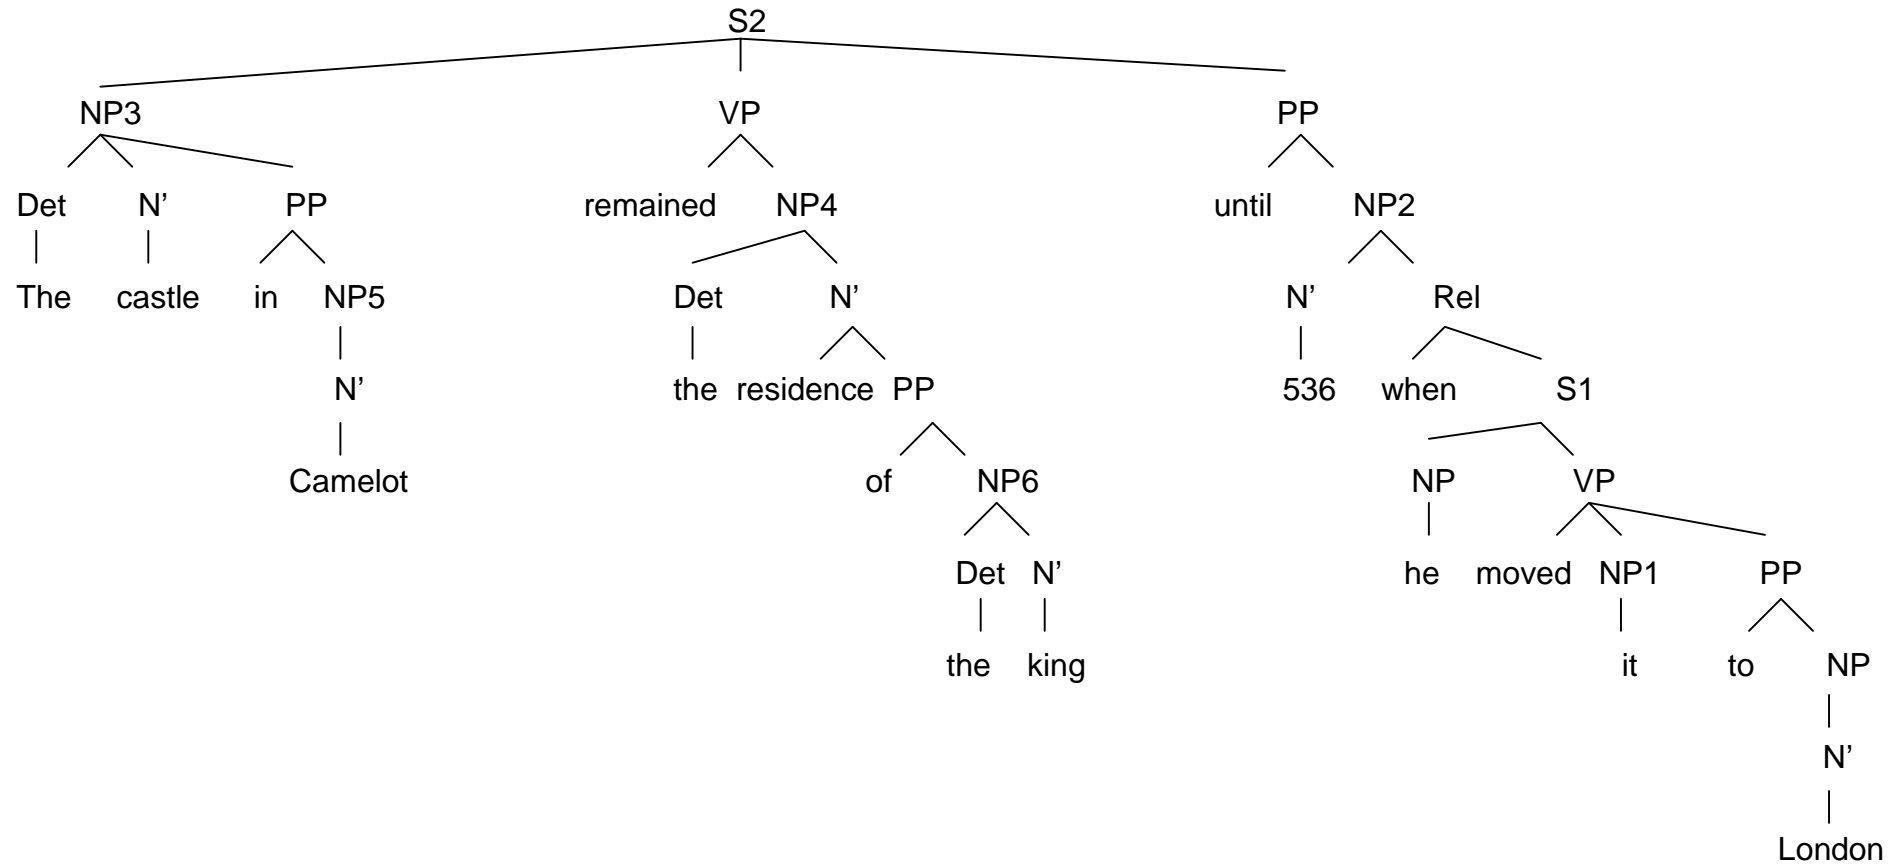 S2
NP3 VP PP
Det N’ PP remained NP4 until NP2
The castle in NP5 Det N’ N’ Rel
N’ the residence PP 536 when S1
Camelot of NP6 NP VP
Det N’ he moved NP1 PP
the king it to NP
N’
London